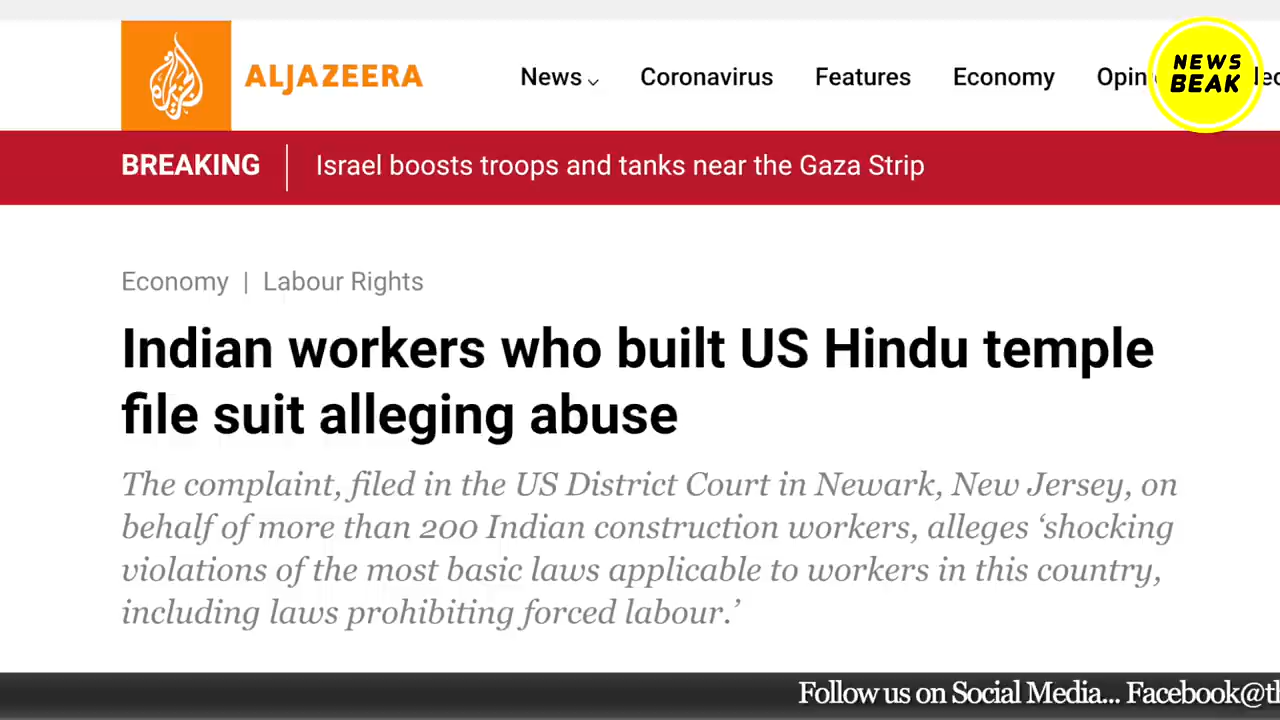 ALJAZEERA
News Coronavirus Features Economy
NEWS
BEAK
BREAKING Israel boosts troops and tanks near the Gaza Strip
Economy | Labour Rights
Indian workers who built US Hindu temple
file suit alleging abuse
The complaint, filed in the US District Court in Newark, New Jersey, on
behalf of more than 200 Indian construction workers, alleges ‘shocking
violations of the most basic laws applicable to workers in this country,
including laws prohibiting forced labour.’
Follow us on Social Media... Facebook@th